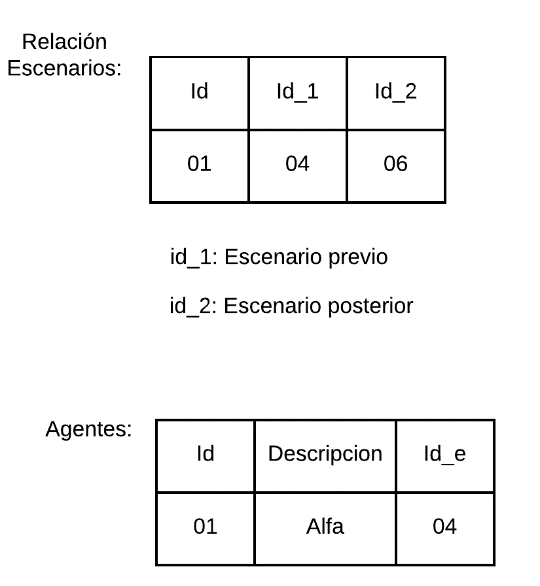 Relación
Escenarios:
Id Id_1 Id_2
01 04 06
id_1: Escenario previo
id_2: Escenario posterior
Agentes:
Id Descripcion Id_e
01 Alfa 04